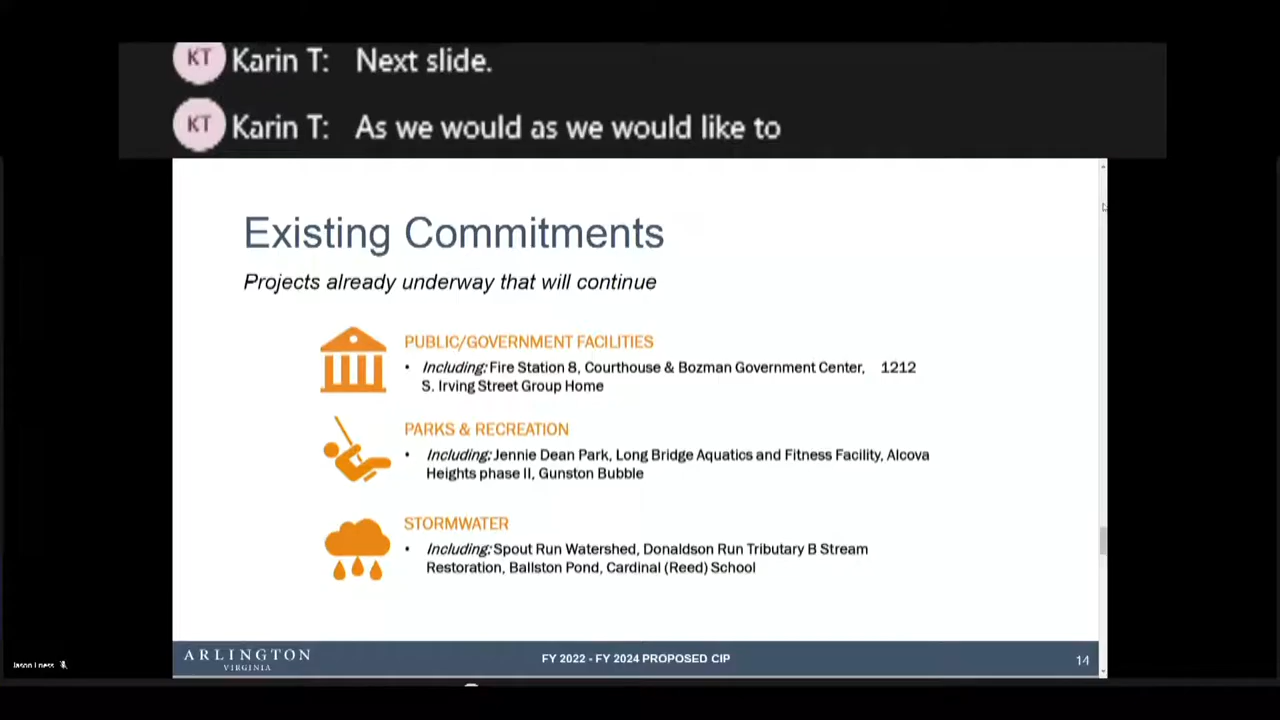 KT Karin T: Next slide.
KT Karin T: As we would as we would like to
Existing Commitments
Projects already underway that will continue
PUBLIC/GOVERNMENT FACILITIES
• Including: Fire Station 8, Courthouse & Bozman Government Center, 1212
S. Irving Street Group Home
PARKS & RECREATION
• Including: Jennie Dean Park, Long Bridge Aquatics and Fitness Facility, Alcova
Heights phase II, Gunston Bubble
STORMWATER
• Including: Spout Run Watershed, Donaldson Run Tributary B Stream
Restoration, Ballston Pond, Cardinal (Reed) School
ARLINGTON
VIRGINIA
FY 2022 - FY 2024 PROPOSED CIP
14
Jason